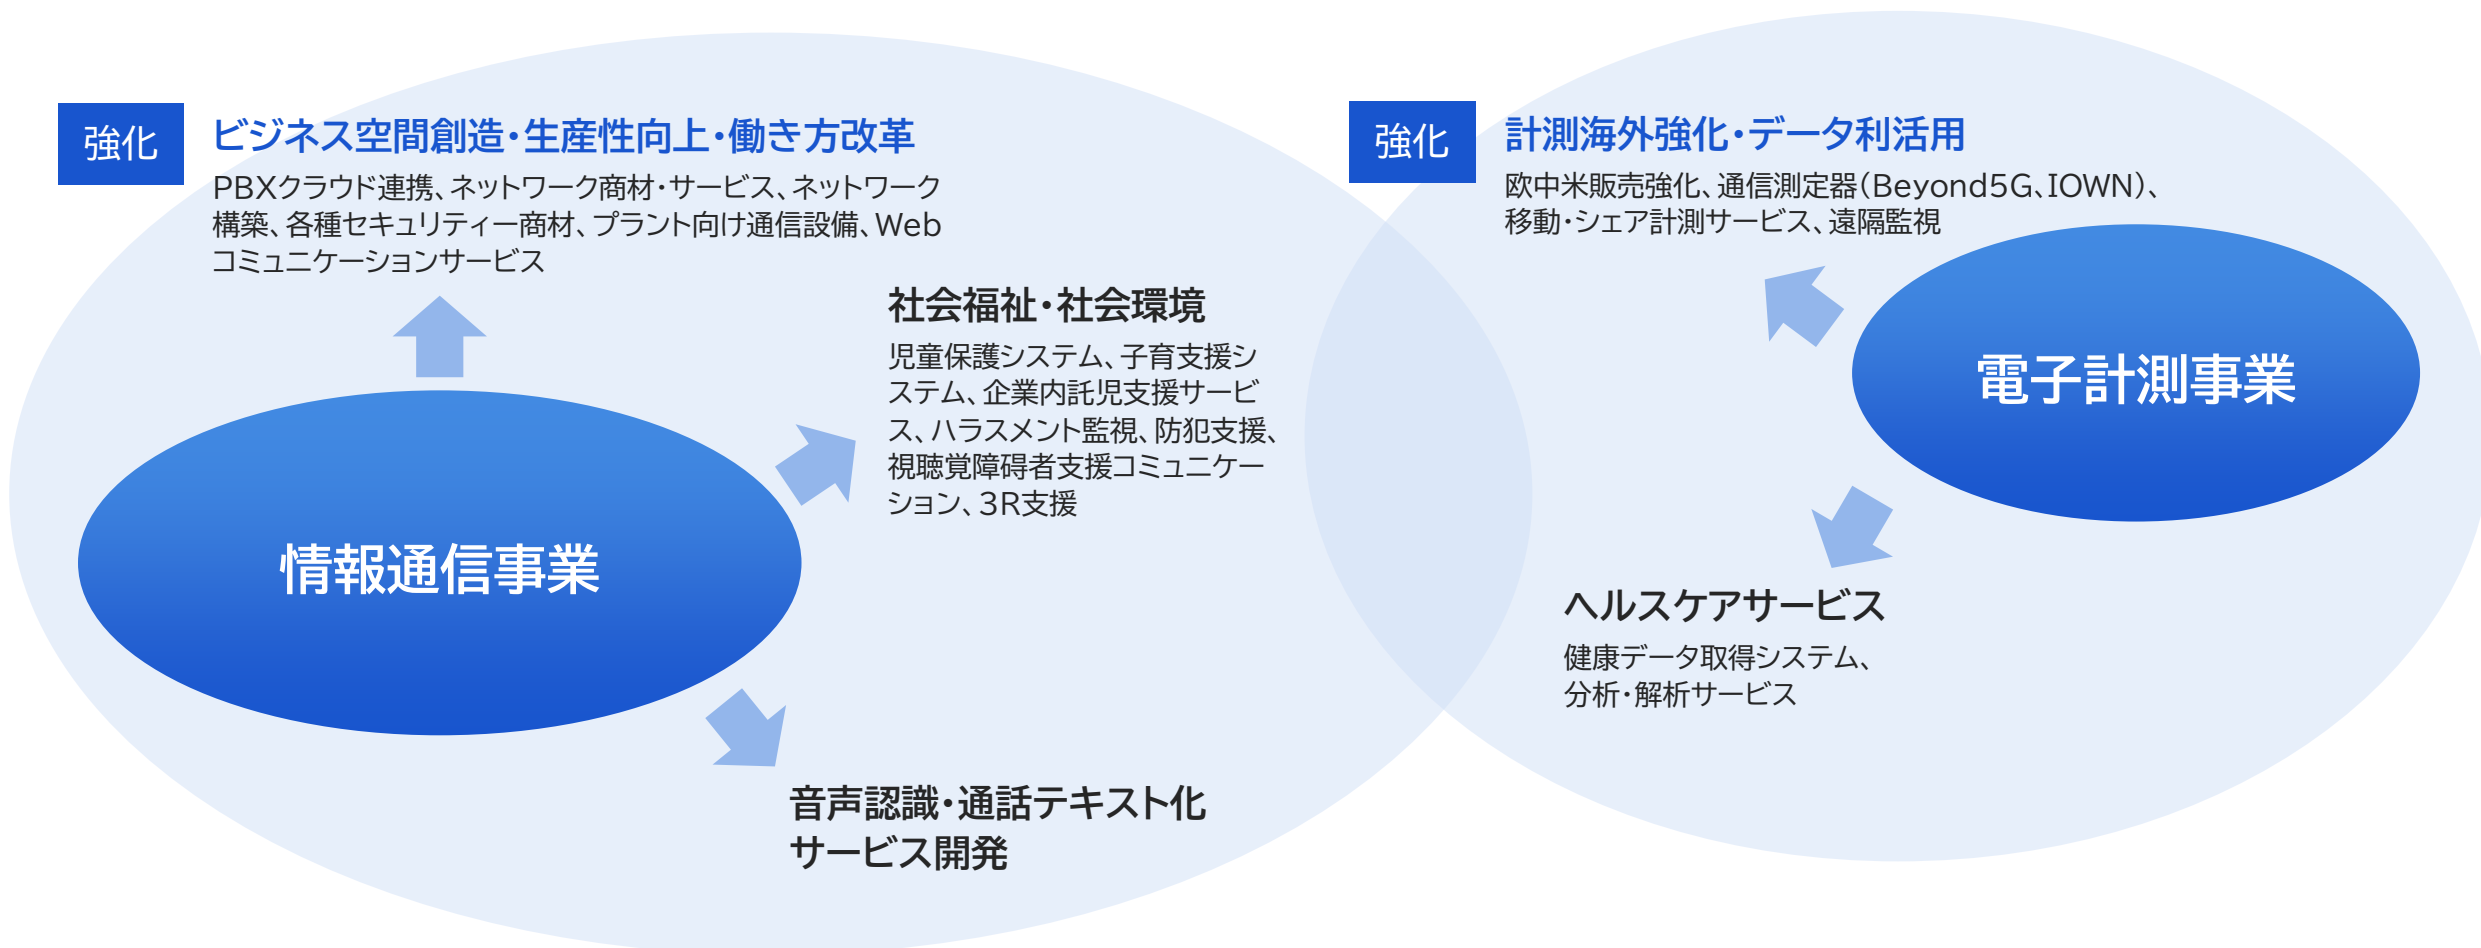 強化
ビジネス空間創造・生産性向上・働き方改革
PBXクラウド連携、ネットワーク商材・サービス、ネットワーク
構築、各種セキュリティー商材、プラント向け通信設備、Web
コミュニケーションサービス
社会福祉・社会環境
児童保護システム、子育支援シ
ステム、企業内託児支援サービ
ス、ハラスメント監視、防犯支援、
視聴覚障碍者支援コミュニケー
ション、3R支援
情報通信事業
音声認識・通話テキスト化
サービス開発
強化
計測海外強化・データ利活用
欧中米販売強化、通信測定器（Beyond5G、IOWN）、
移動・シェア計測サービス、遠隔監視
電子計測事業
ヘルスケアサービス
健康データ取得システム、
分析・解析サービス